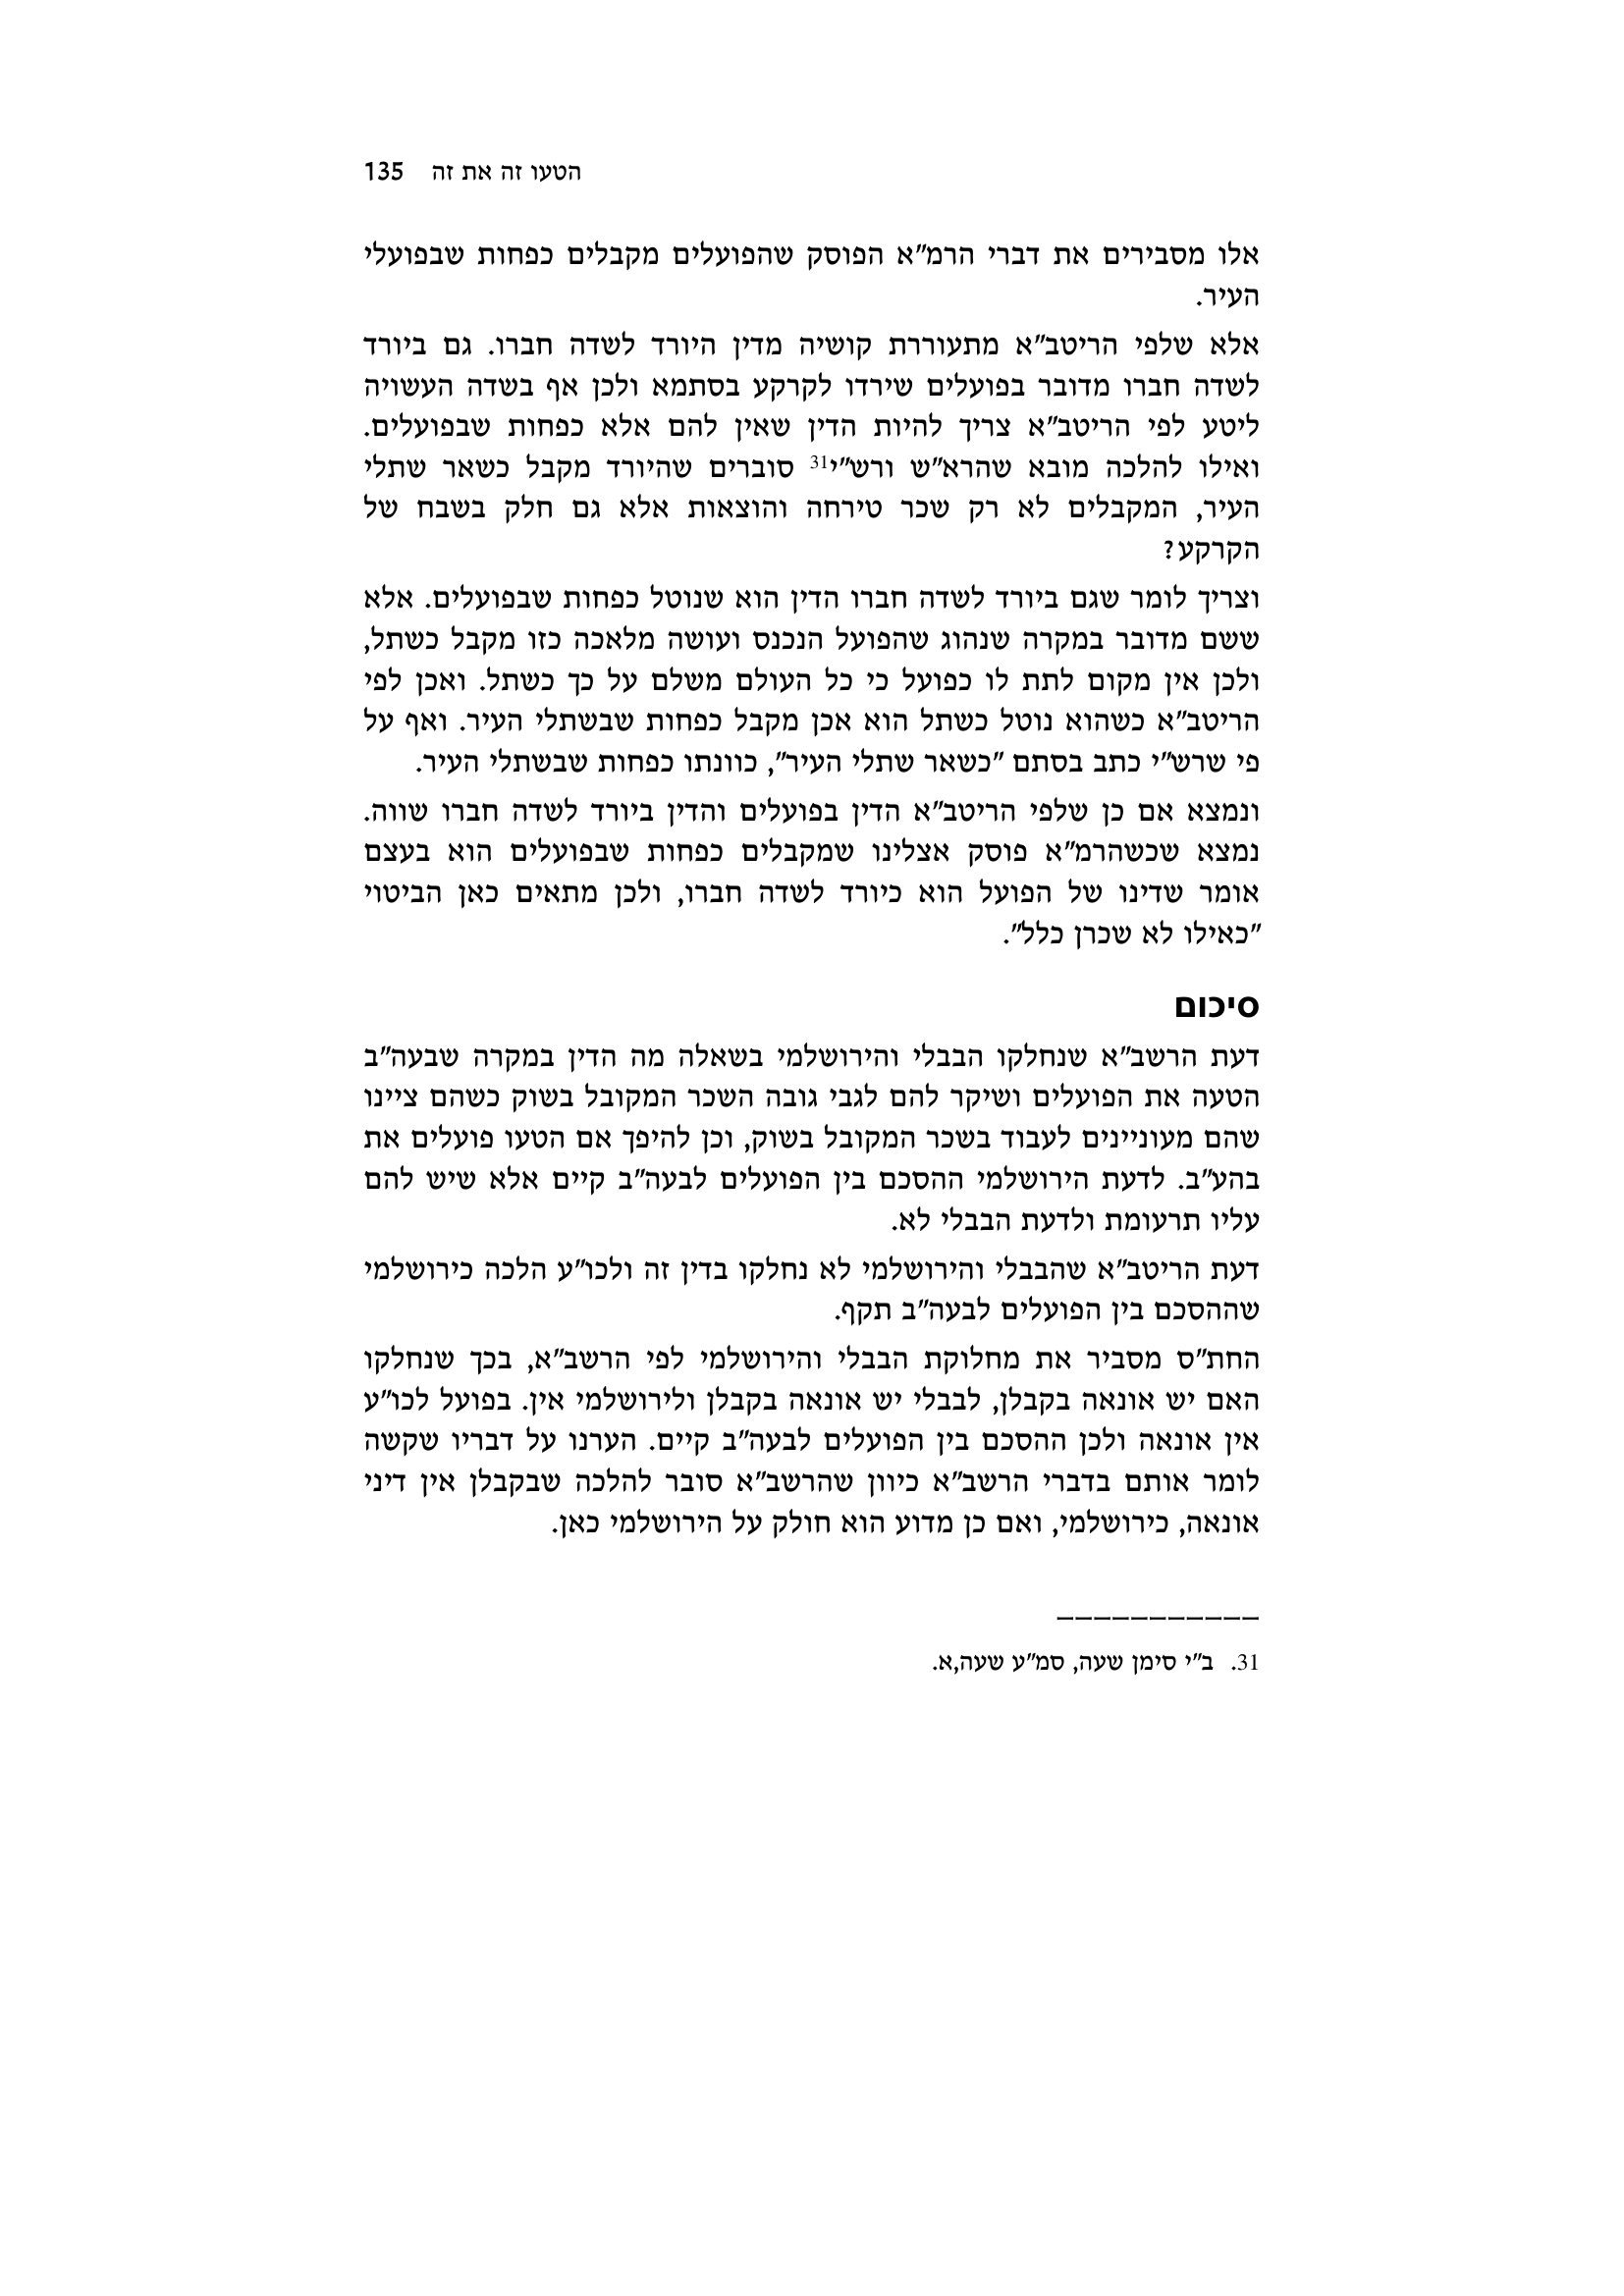 הטעו זה את זה 135
אלו מסבירים את דברי הרמ"א הפוסק שהפועלים מקבלים כפחות שבפועלי
העיר.
אלא שלפי הריטב"א מתעוררת קושיה מדין היורד לשדה חברו. גם ביורד
לשדה חברו מדובר בפועלים שירדו לקרקע בסתמא ולכן אף בשדה העשויה
ליטע לפי הריטב"א צריך להיות הדין שאין להם אלא כפחות שבפועלים.
ואילו להלכה מובא שהרא"ש ורש"י31 סוברים שהיורד מקבל כשאר שתלי
העיר, המקבלים לא רק שכר טירחה והוצאות אלא גם חלק בשבח של
הקרקע?
וצריך לומר שגם ביורד לשדה חברו הדין הוא שנוטל כפחות שבפועלים. אלא
ששם מדובר במקרה שנהוג שהפועל הנכנס ועושה מלאכה כזו מקבל כשתל,
ולכן אין מקום לתת לו כפועל כי כל העולם משלם על כך כשתל. ואכן לפי
הריטב"א כשהוא נוטל כשתל הוא אכן מקבל כפחות שבשתלי העיר. ואף על
פי שרש"י כתב בסתם "כשאר שתלי העיר", כוונתו כפחות שבשתלי העיר.
ונמצא אם כן שלפי הריטב"א הדין בפועלים והדין ביורד לשדה חברו שווה.
נמצא שכשהרמ"א פוסק אצלינו שמקבלים כפחות שבפועלים הוא בעצם
אומר שדינו של הפועל הוא כיורד לשדה חברו, ולכן מתאים כאן הביטוי
"כאילו לא שכרן כלל".
סיכום
דעת הרשב"א שנחלקו הבבלי והירושלמי בשאלה מה הדין במקרה שבעה"ב
הטעה את הפועלים ושיקר להם לגבי גובה השכר המקובל בשוק כשהם ציינו
שהם מעוניינים לעבוד בשכר המקובל בשוק, וכן להיפך אם הטעו פועלים את
בהע"ב. לדעת הירושלמי ההסכם בין הפועלים לבעה"ב קיים אלא שיש להם
עליו תרעומת ולדעת הבבלי לא.
דעת הריטב"א שהבבלי והירושלמי לא נחלקו בדין זה ולכו"ע הלכה כירושלמי
שההסכם בין הפועלים לבעה"ב תקף.
החת"ס מסביר את מחלוקת הבבלי והירושלמי לפי הרשב"א, בכך שנחלקו
האם יש אונאה בקבלן, לבבלי יש אונאה בקבלן ולירושלמי אין. בפועל לכו"ע
אין אונאה ולכן ההסכם בין הפועלים לבעה"ב קיים. הערנו על דבריו שקשה
לומר אותם בדברי הרשב"א כיוון שהרשב"א סובר להלכה שבקבלן אין דיני
אונאה, כירושלמי, ואם כן מדוע הוא חולק על הירושלמי כאן.
31. ב"י סימן שעה, סמ"ע שעה,א.